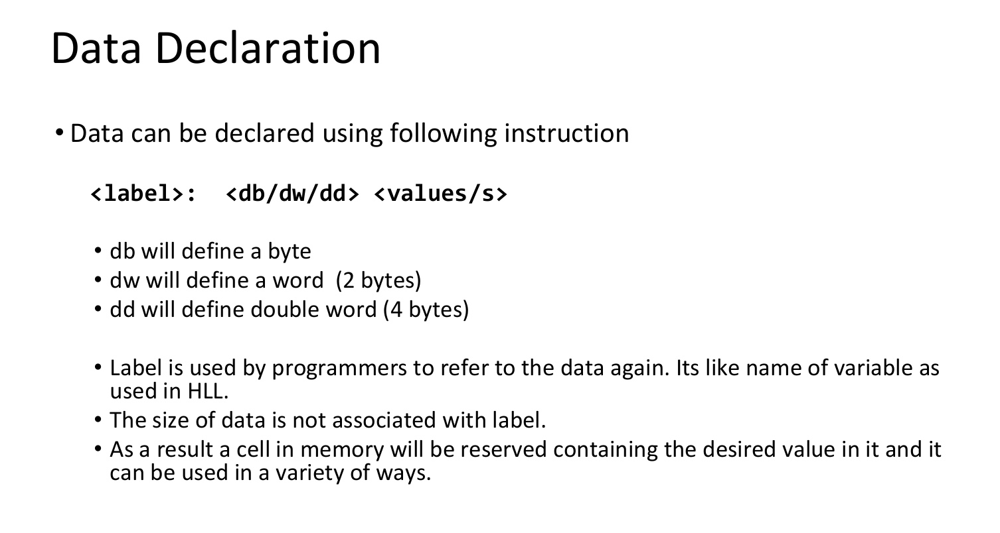 Data Declaration
• Data can be declared using following instruction
<label>:  <db/dw/dd> <values/s>
• db will define a byte
• dw will define a word  (2 bytes)
• dd will define double word (4 bytes)
• Label is used by programmers to refer to the data again. Its like name of variable as
used in HLL.
• The size of data is not associated with label.
• As a result a cell in memory will be reserved containing the desired value in it and it
can be used in a variety of ways.